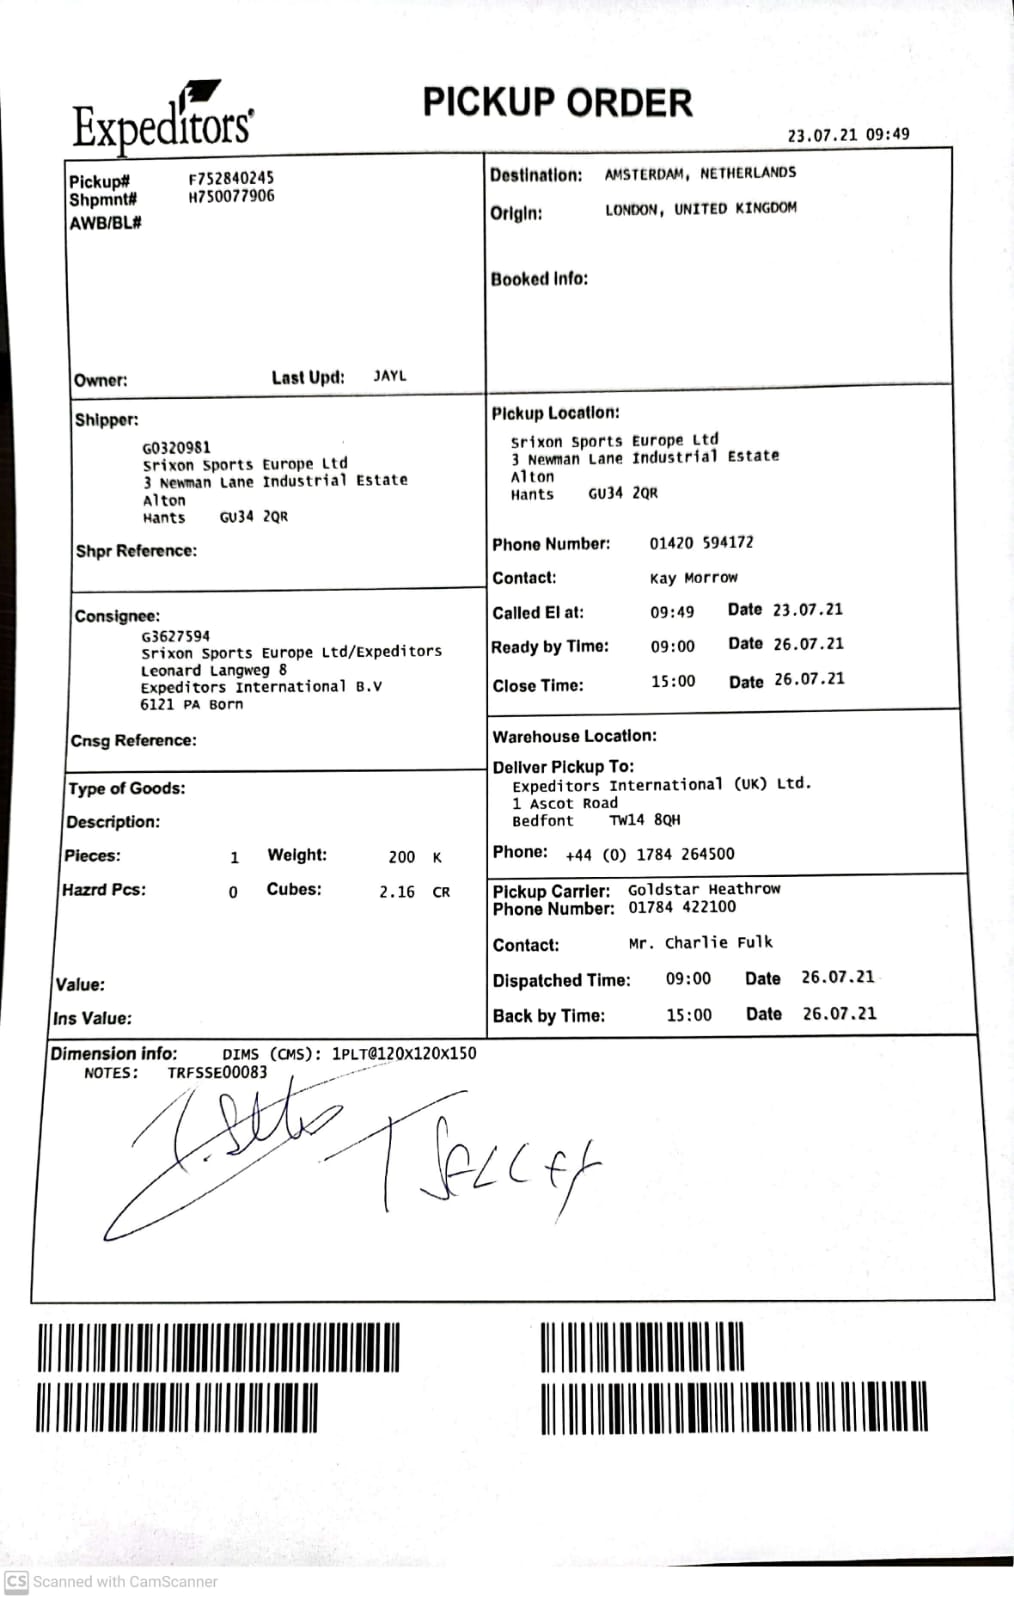 Expeditors
PICKUP ORDER
23.07.21 09:49
Pickup# F752840245
Shpmnt# H750077906
AWB/BL#
Owner: Last Upd: JAYL
Destination: AMSTERDAM, NETHERLANDS
Origin: LONDON, UNITED KINGDOM
Booked Info:
Shipper:
G0320981
Srixon Sports Europe Ltd
3 Newman Lane Industrial Estate
Alton
Hants GU34 2QR
Shpr Reference:
Pickup Location:
Srixon Sports Europe Ltd
3 Newman Lane Industrial Estate
Alton
Hants GU34 2QR
Phone Number: 01420 594172
Contact: Kay Morrow
Called EI at: 09:49 Date 23.07.21
Ready by Time: 09:00 Date 26.07.21
Close Time: 15:00 Date 26.07.21
Consignee:
G3627594
Srixon Sports Europe Ltd/Expeditors
Leonard Langweg 8
Expeditors International B.V
6121 PA Born
Cnsg Reference:
Warehouse Location:
Deliver Pickup To:
Expeditors International (UK) Ltd.
1 Ascot Road
Bedfont TW14 8QH
Phone: +44 (0) 1784 264500
Type of Goods:
Description:
Pieces: 1 Weight: 200 K
Hazrd Pcs: 0 Cubes: 2.16 CR
Value:
Ins Value:
Pickup Carrier: Goldstar Heathrow
Phone Number: 01784 422100
Contact: Mr. Charlie Fulk
Dispatched Time: 09:00 Date 26.07.21
Back by Time: 15:00 Date 26.07.21
Dimension info: DIMS (CMS): 1PLT@120X120X150
NOTES: TRFSSE00083
T SELLEY
CS Scanned with CamScanner